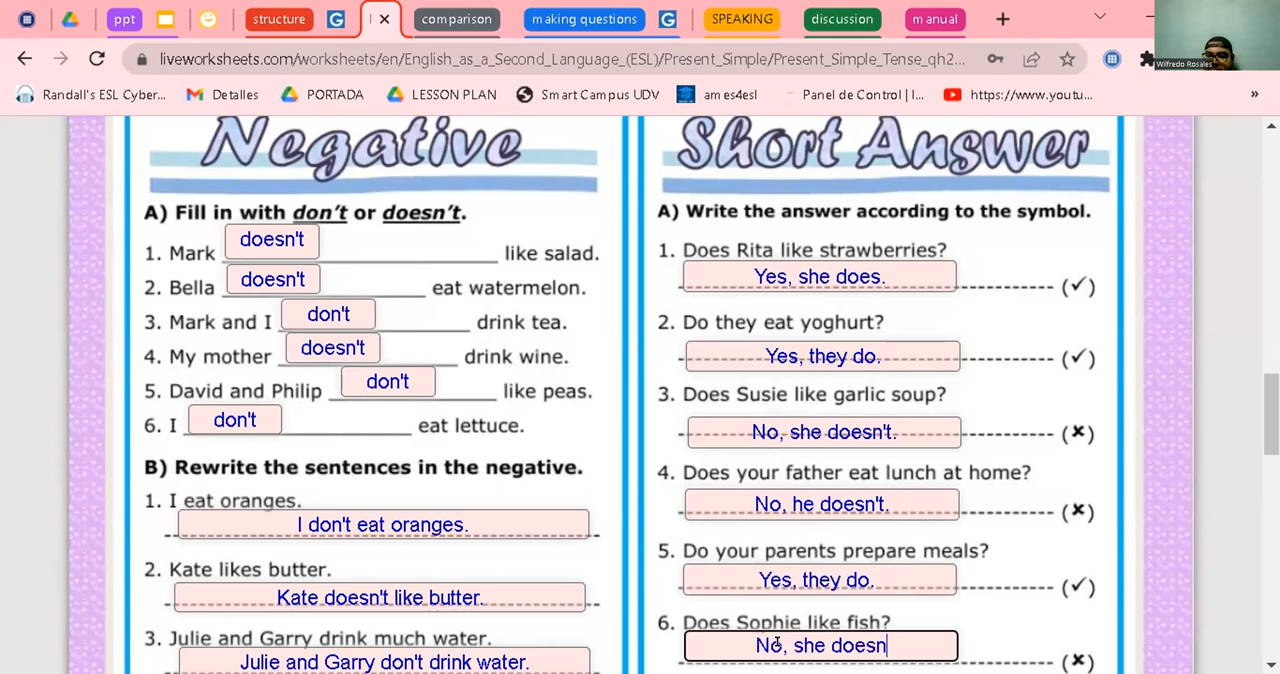 ppt structure comparison making questions SPEAKING discussion manual
liveworksheets.com/worksheets/en/English_as_a_Second_Language_(ESL)/Present_Simple/Present_Simple_Tense_qh2...
Wilfredo Rosales
Randall's ESL Cyber... Detalles PORTADA LESSON PLAN Smart Campus UDV am es4esl Panel de Control | I... https://www.youtu... »
Negative
A) Fill in with don't or doesn't.
1. Mark doesn't like salad.
2. Bella doesn't eat watermelon.
3. Mark and I don't drink tea.
4. My mother doesn't drink wine.
5. David and Philip don't like peas.
6. I don't eat lettuce.
B) Rewrite the sentences in the negative.
1. I eat oranges.
I don't eat oranges.
2. Kate likes butter.
Kate doesn't like butter.
3. Julie and Garry drink much water.
Julie and Garry don't drink water.
Short Answer
A) Write the answer according to the symbol.
1. Does Rita like strawberries?
Yes, she does. (✓)
2. Do they eat yoghurt?
Yes, they do. (✓)
3. Does Susie like garlic soup?
No, she doesn't. (✗)
4. Does your father eat lunch at home?
No, he doesn't. (✗)
5. Do your parents prepare meals?
Yes, they do. (✓)
6. Does Sophie like fish?
No, she doesn (✗)